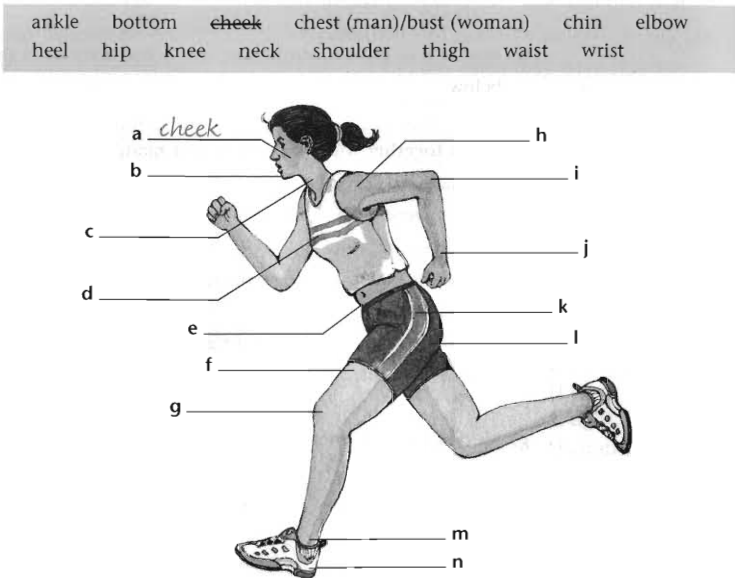 ankle bottom cheek chest (man)/bust (woman) chin elbow
heel hip knee neck shoulder thigh waist wrist
a cheek
h
b
i
c
j
d
k
e
l
f
g
m
n